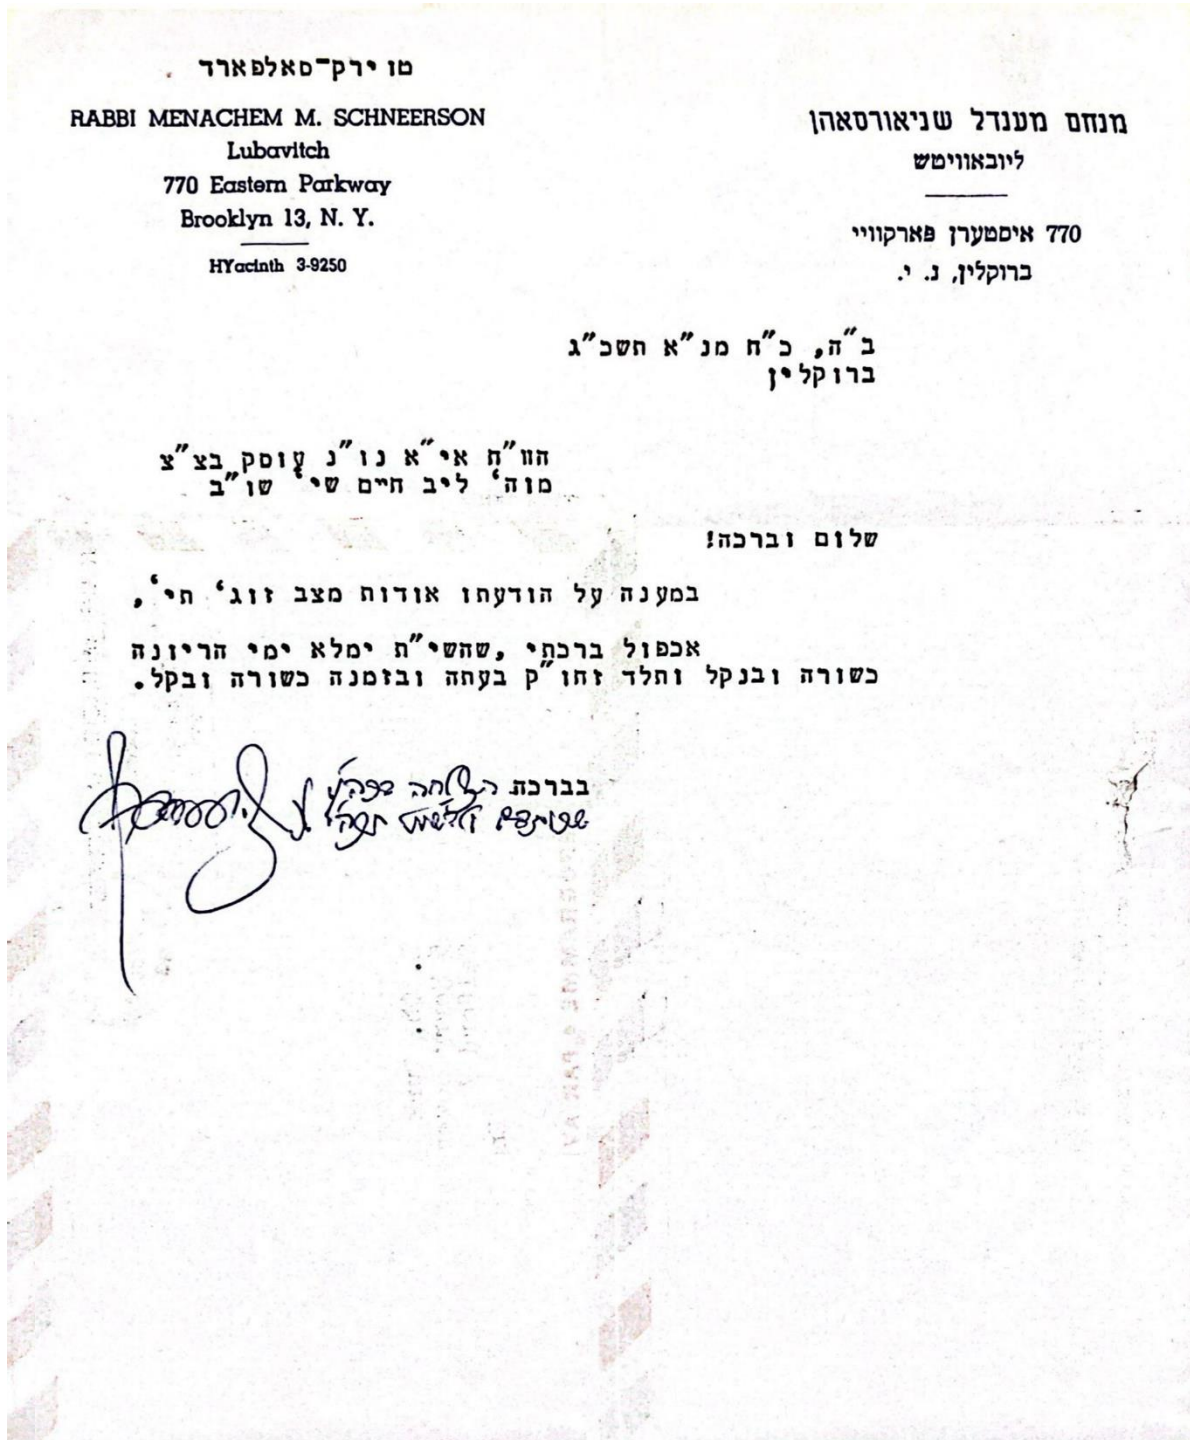 טו ירק-סאלפארד
RABBI MENACHEM M. SCHNEERSON
Lubavitch
770 Eastern Parkway
Brooklyn 13, N. Y.
HYacinth 3-9250
מנחם מענדל שניאורסאהן
ליובאוויטש
770 איסטערן פארקוויי
ברוקלין, נ. י.
ב"ה, כ"ח מנ"א תשכ"ג
ברוקלין
הוו"ח אי"א נו"נ עוסק בצ"צ
מוה' ליב חיים שי' שו"ב
שלום וברכה!
במענה על הודעתו אודות מצב זוג' תי',
אכפול ברכתי ,שהשי"ת ימלא ימי הריונה
כשורה ובנקל ותלד זחו"ק בעתה ובזמנה כשורה ובקל.
בברכת הצלחה